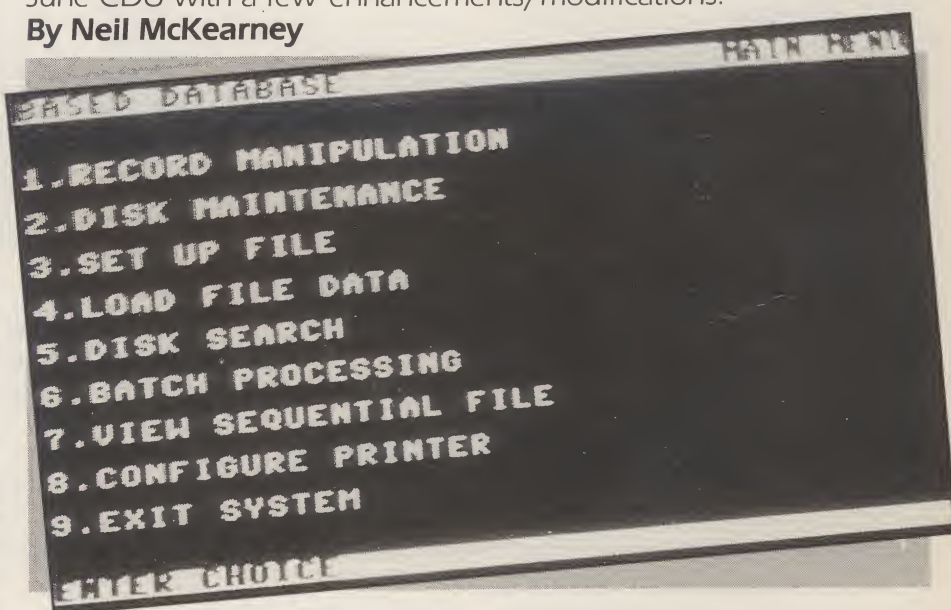 June CDU with a few enhancements/modifications.
By Neil McKearney
BASED DATABASE MAIN MENU
1.RECORD MANIPULATION
2.DISK MAINTENANCE
3.SET UP FILE
4.LOAD FILE DATA
5.DISK SEARCH
6.BATCH PROCESSING
7.VIEW SEQUENTIAL FILE
8.CONFIGURE PRINTER
9.EXIT SYSTEM
ENTER CHOICE